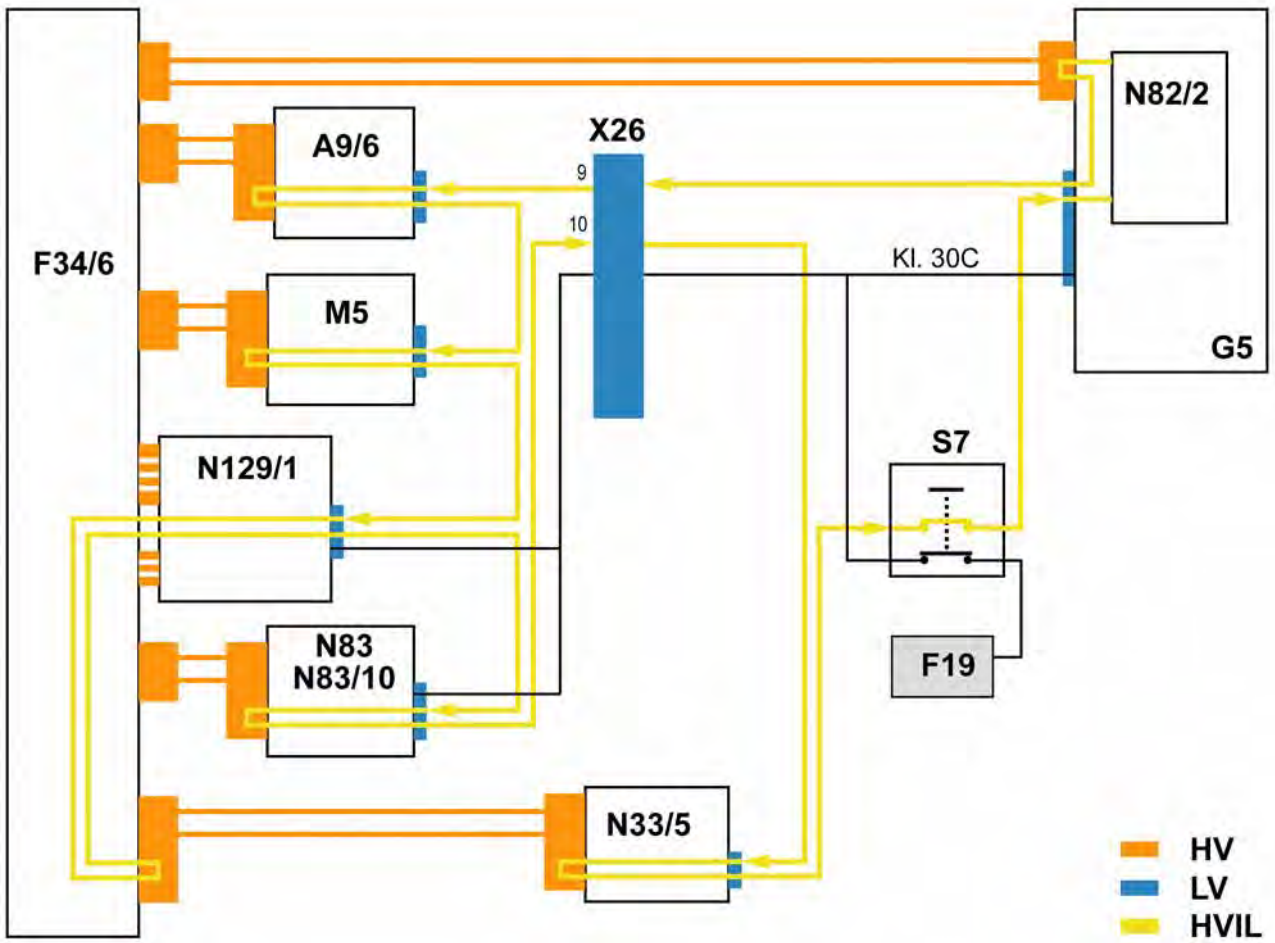 N82/2
X26
A9/6
9
10
F34/6
Kl. 30C
M5
G5
S7
N129/1
N83
N83/10
F19
N33/5
HV
LV
HVIL